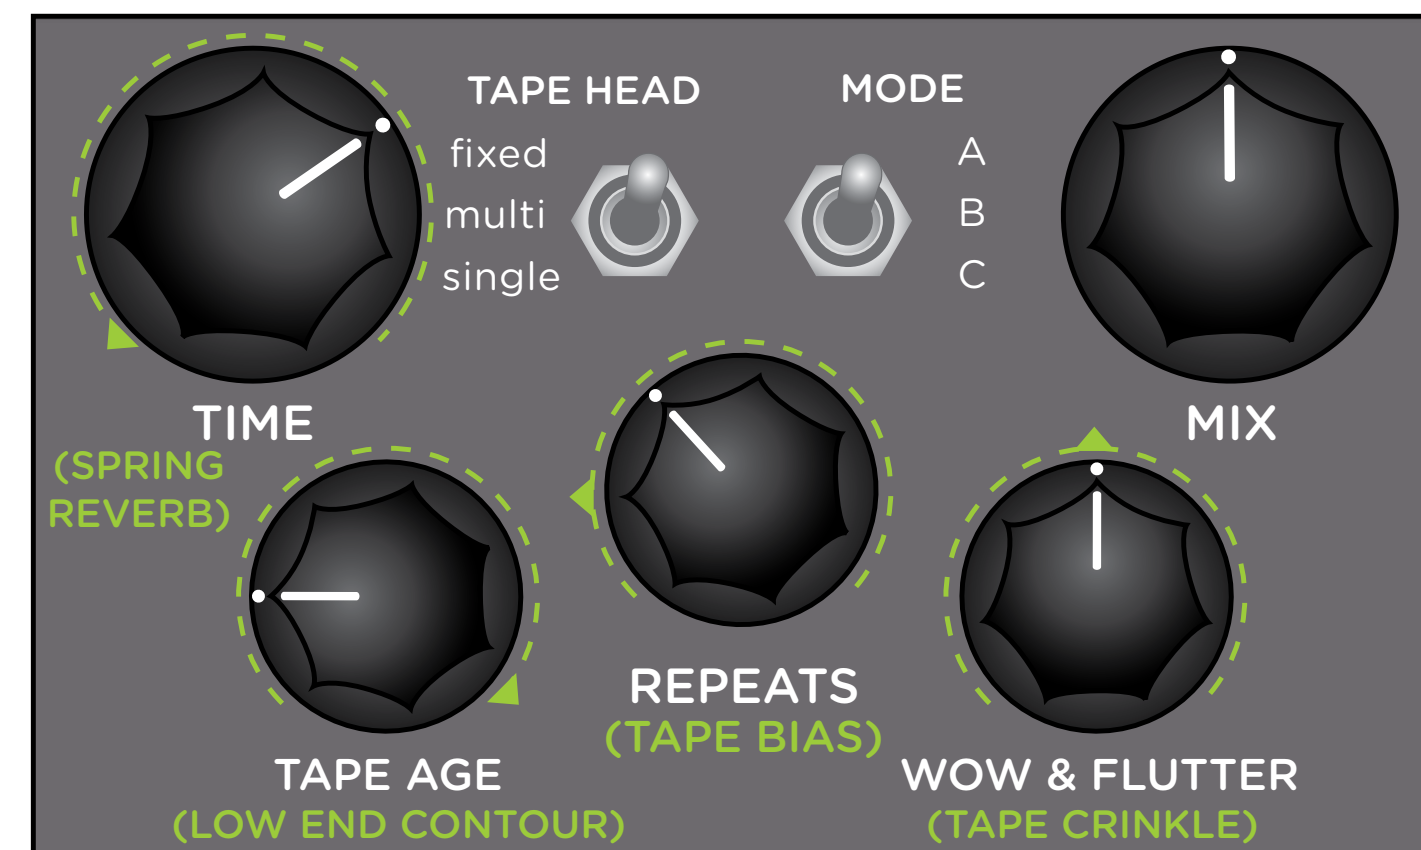 TAPE HEAD
fixed
multi
single
MODE
A
B
C
TIME
(SPRING
REVERB)
MIX
REPEATS
(TAPE BIAS)
TAPE AGE
(LOW END CONTOUR)
WOW & FLUTTER
(TAPE CRINKLE)